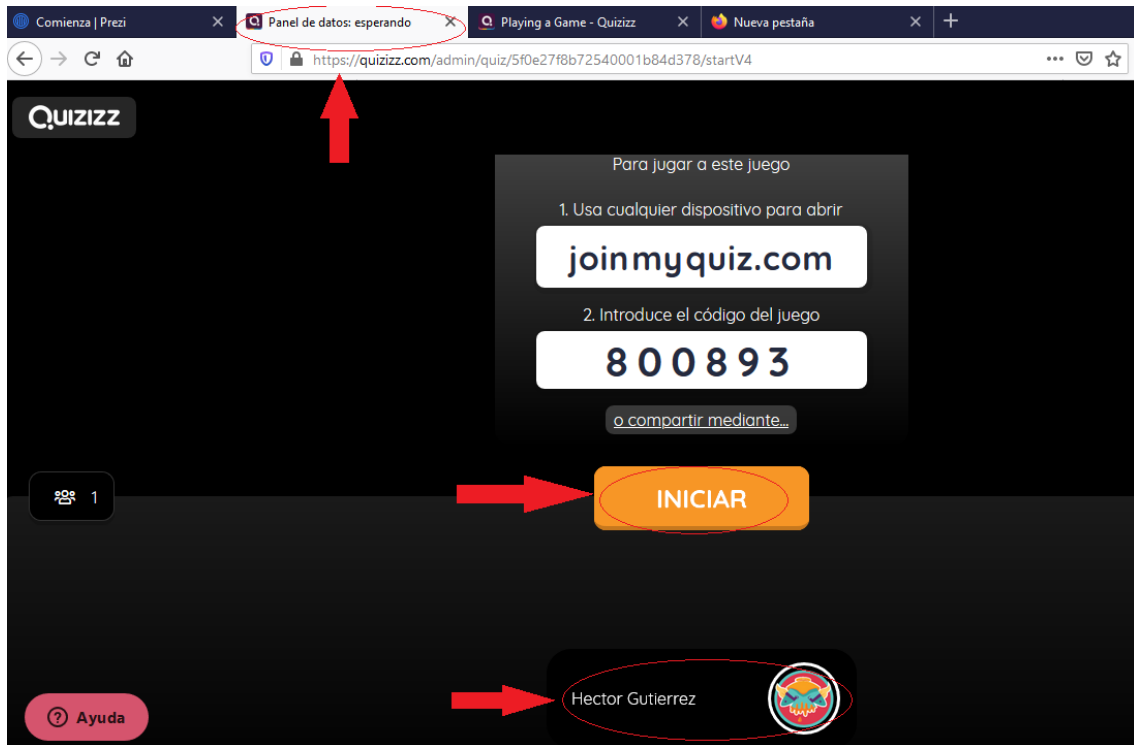 Comienza | Prezi
Panel de datos: esperando
Playing a Game - Quizizz
Nueva pestaña
https://quizizz.com/admin/quiz/5f0e27f8b72540001b84d378/startV4
QUIZIZZ
Para jugar a este juego
1. Usa cualquier dispositivo para abrir
joinmyquiz.com
2. Introduce el código del juego
800893
o compartir mediante...
1
INICIAR
Hector Gutierrez
? Ayuda